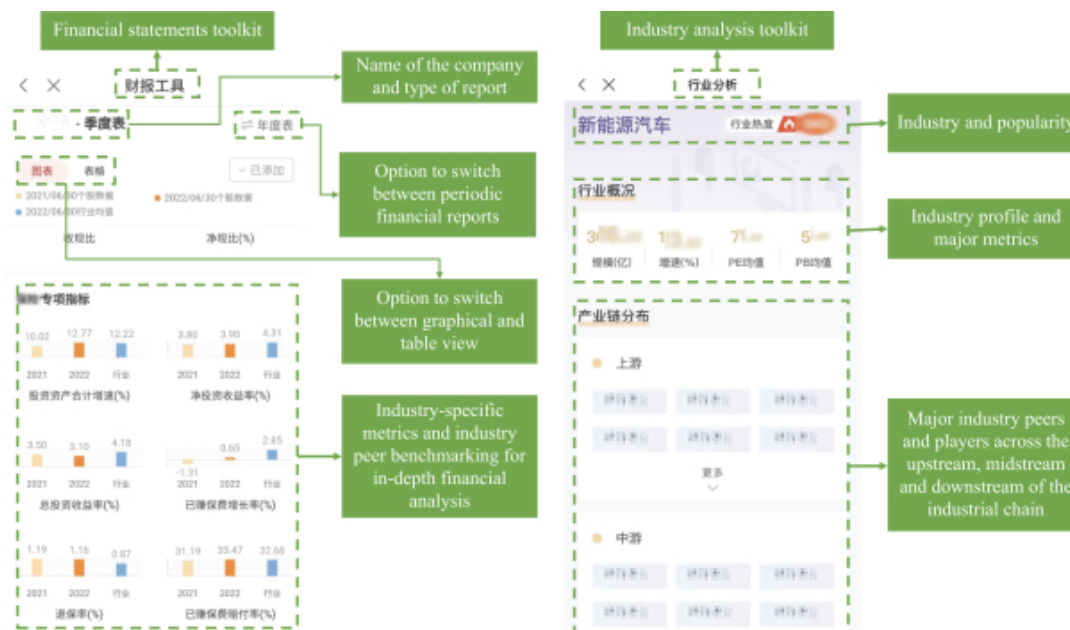 Financial statements toolkit
财报工具
- 季度表
年度表
图表
表格
已添加
2021/06/30个股数据
2022/06/30个股数据
2022/06/30行业均值
收现比
净现比(%)
专项指标
10.02
12.77
12.22
3.80
3.90
4.31
2021
2022
行业
2021
2022
行业
投资资产合计增速(%)
净投资收益率(%)
3.50
3.10
4.18
-1.31
0.65
2.85
2021
2022
行业
2021
2022
行业
总投资收益率(%)
已赚保费增长率(%)
1.19
1.16
0.87
31.19
33.47
32.66
2021
2022
行业
2021
2022
行业
退保率(%)
已赚保费赔付率(%)
Name of the company
and type of report
Option to switch
between periodic
financial reports
Option to switch
between graphical and
table view
Industry-specific
metrics and industry
peer benchmarking for
in-depth financial
analysis
Industry analysis toolkit
行业分析
新能源汽车
行业热度
行业概况
规模(亿)
增速(%)
PE均值
PB均值
产业链分布
上游
更多
中游
Industry and popularity
Industry profile and
major metrics
Major industry peers
and players across the
upstream, midstream
and downstream of the
industrial chain